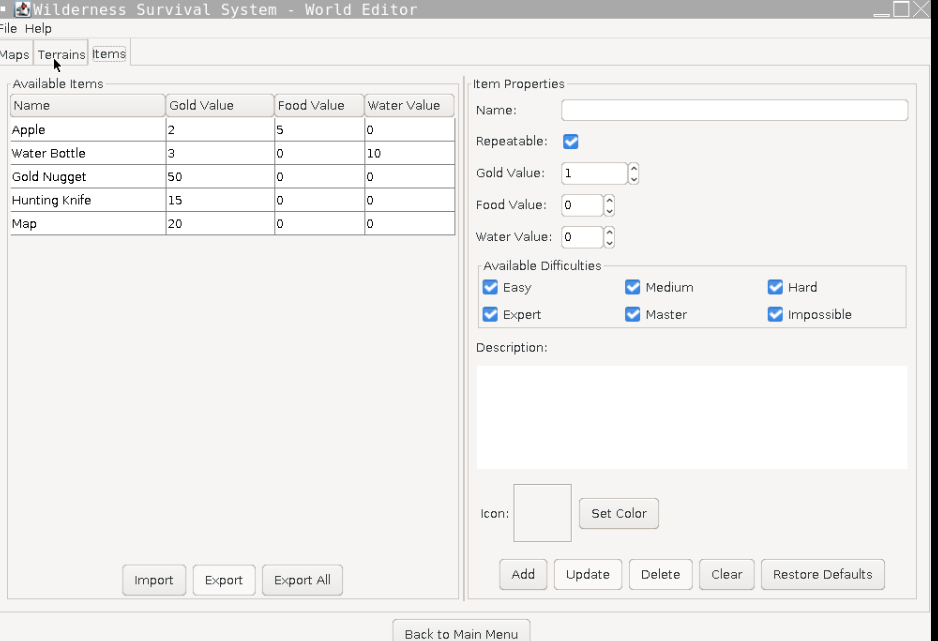 Wilderness Survival System - World Editor
File Help
Maps Terrains Items
Available Items
Name Gold Value Food Value Water Value
Apple 2 5 0
Water Bottle 3 0 10
Gold Nugget 50 0 0
Hunting Knife 15 0 0
Map 20 0 0
Import Export Export All
Item Properties
Name:
Repeatable:
Gold Value: 1
Food Value: 0
Water Value: 0
Available Difficulties
Easy Medium Hard
Expert Master Impossible
Description:
Icon: Set Color
Add Update Delete Clear Restore Defaults
Back to Main Menu